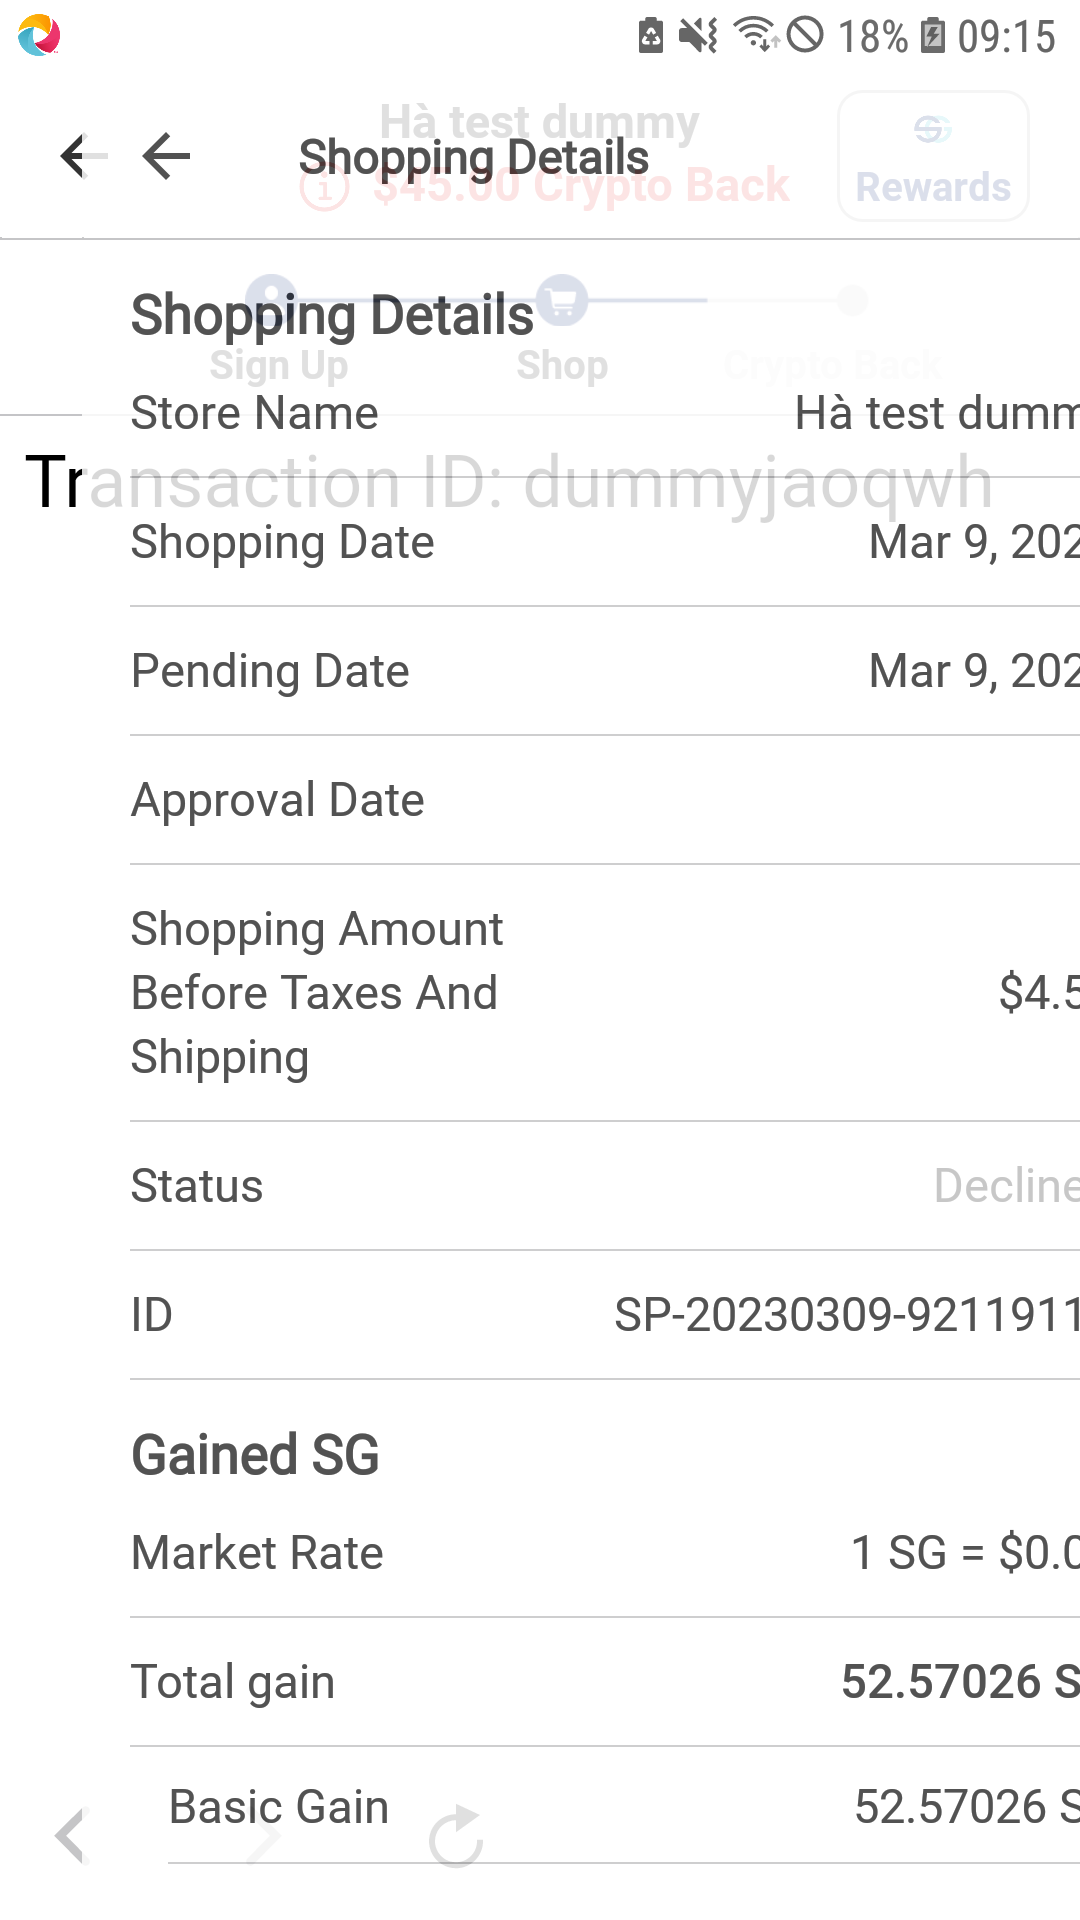 18% 09:15
Hà test dummy
Shopping Details
$45.00 Crypto Back
Rewards
Shopping Details
Sign Up
Shop
Crypto Back
Store Name
Hà test dumm
Transaction ID: dummyjaoqwh
Shopping Date
Mar 9, 202
Pending Date
Mar 9, 202
Approval Date
Shopping Amount
Before Taxes And
Shipping
$4.5
Status
Decline
ID
SP-20230309-9211911
Gained SG
Market Rate
1 SG = $0.0
Total gain
52.57026 S
Basic Gain
52.57026 S